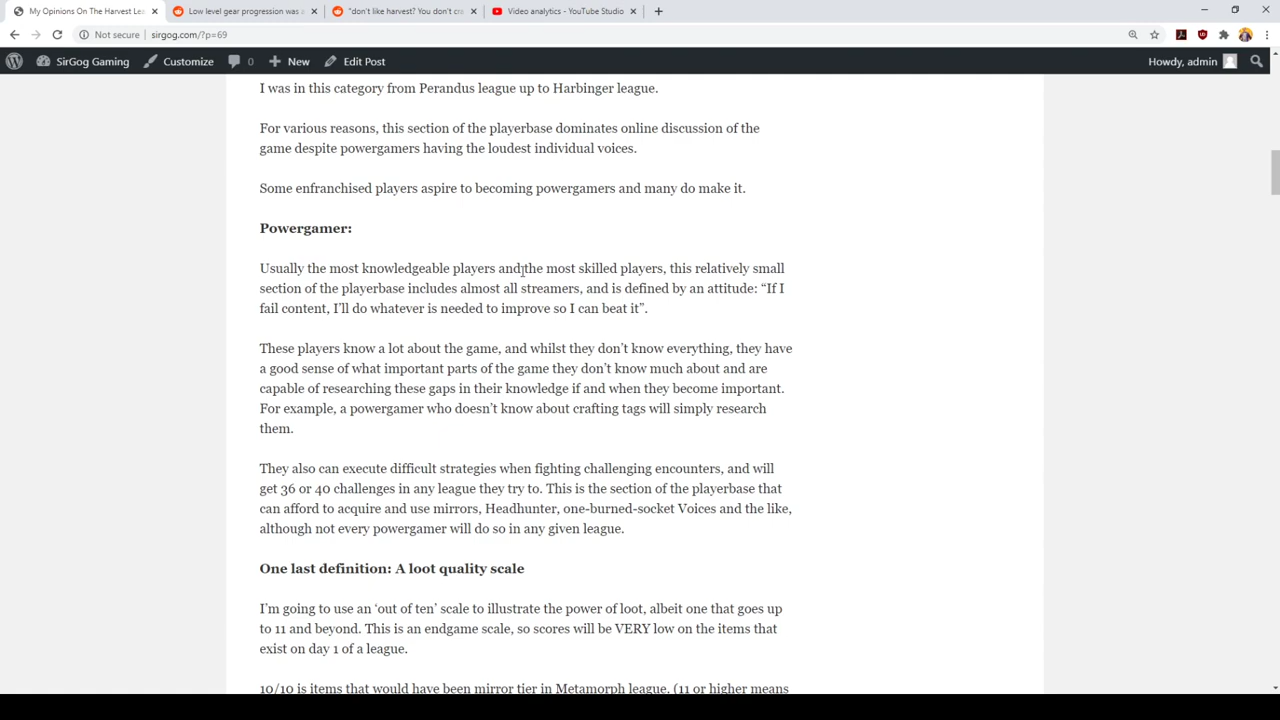 My Opinions On The Harvest Lea
Low level gear progression was a
"don't like harvest? You don't cra
Video analytics - YouTube Studio
Not secure
sirgog.com/?p=69
SirGog Gaming
Customize
0
New
Edit Post
Howdy, admin
I was in this category from Perandus league up to Harbinger league.
For various reasons, this section of the playerbase dominates online discussion of the
game despite powergamers having the loudest individual voices.
Some enfranchised players aspire to becoming powergamers and many do make it.
Powergamer:
Usually the most knowledgeable players and the most skilled players, this relatively small
section of the playerbase includes almost all streamers, and is defined by an attitude: “If I
fail content, I’ll do whatever is needed to improve so I can beat it”.
These players know a lot about the game, and whilst they don’t know everything, they have
a good sense of what important parts of the game they don’t know much about and are
capable of researching these gaps in their knowledge if and when they become important.
For example, a powergamer who doesn’t know about crafting tags will simply research
them.
They also can execute difficult strategies when fighting challenging encounters, and will
get 36 or 40 challenges in any league they try to. This is the section of the playerbase that
can afford to acquire and use mirrors, Headhunter, one-burned-socket Voices and the like,
although not every powergamer will do so in any given league.
One last definition: A loot quality scale
I’m going to use an ‘out of ten’ scale to illustrate the power of loot, albeit one that goes up
to 11 and beyond. This is an endgame scale, so scores will be VERY low on the items that
exist on day 1 of a league.
10/10 is items that would have been mirror tier in Metamorph league. (11 or higher means